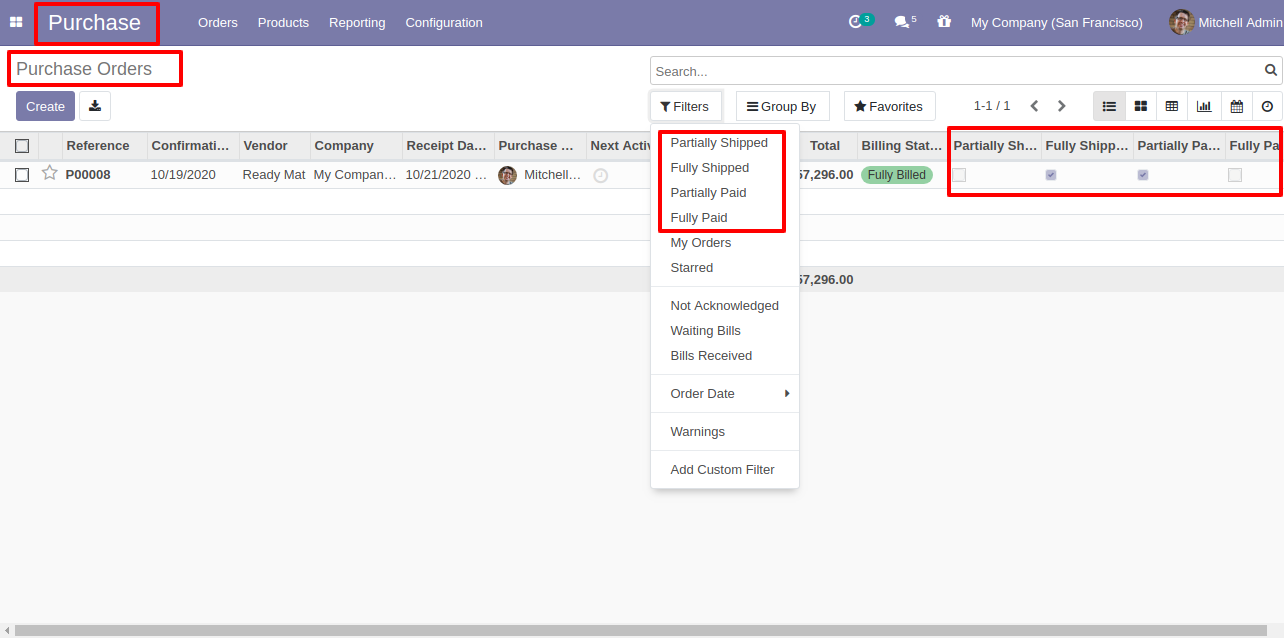 Purchase Orders Products Reporting Configuration 3 5 My Company (San Francisco) Mitchell Admin
Purchase Orders
Search...
Create Filters Group By Favorites 1-1 / 1
Reference Confirmati... Vendor Company Receipt Da... Purchase ... Next Activ Total Billing Stat... Partially Sh... Fully Shipp... Partially Pa... Fully Pa
P00008 10/19/2020 Ready Mat My Compan... 10/21/2020 ... Mitchell... 57,296.00 Fully Billed
57,296.00
Partially Shipped
Fully Shipped
Partially Paid
Fully Paid
My Orders
Starred
Not Acknowledged
Waiting Bills
Bills Received
Order Date
Warnings
Add Custom Filter